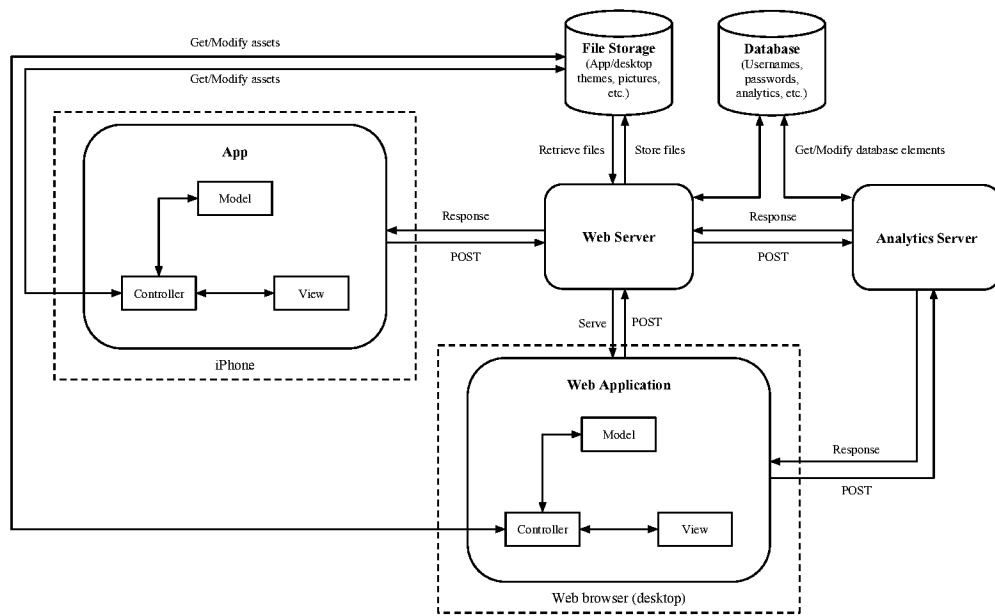 Get/Modify assets
Get/Modify assets
File Storage
(App/desktop
themes, pictures,
etc.)
Database
(Usernames,
passwords,
analytics, etc.)
Retrieve files
Store files
Get/Modify database elements
App
Model
Controller
View
iPhone
Response
POST
Web Server
Response
POST
Analytics Server
Serve
POST
Web Application
Model
Controller
View
Response
POST
Web browser (desktop)